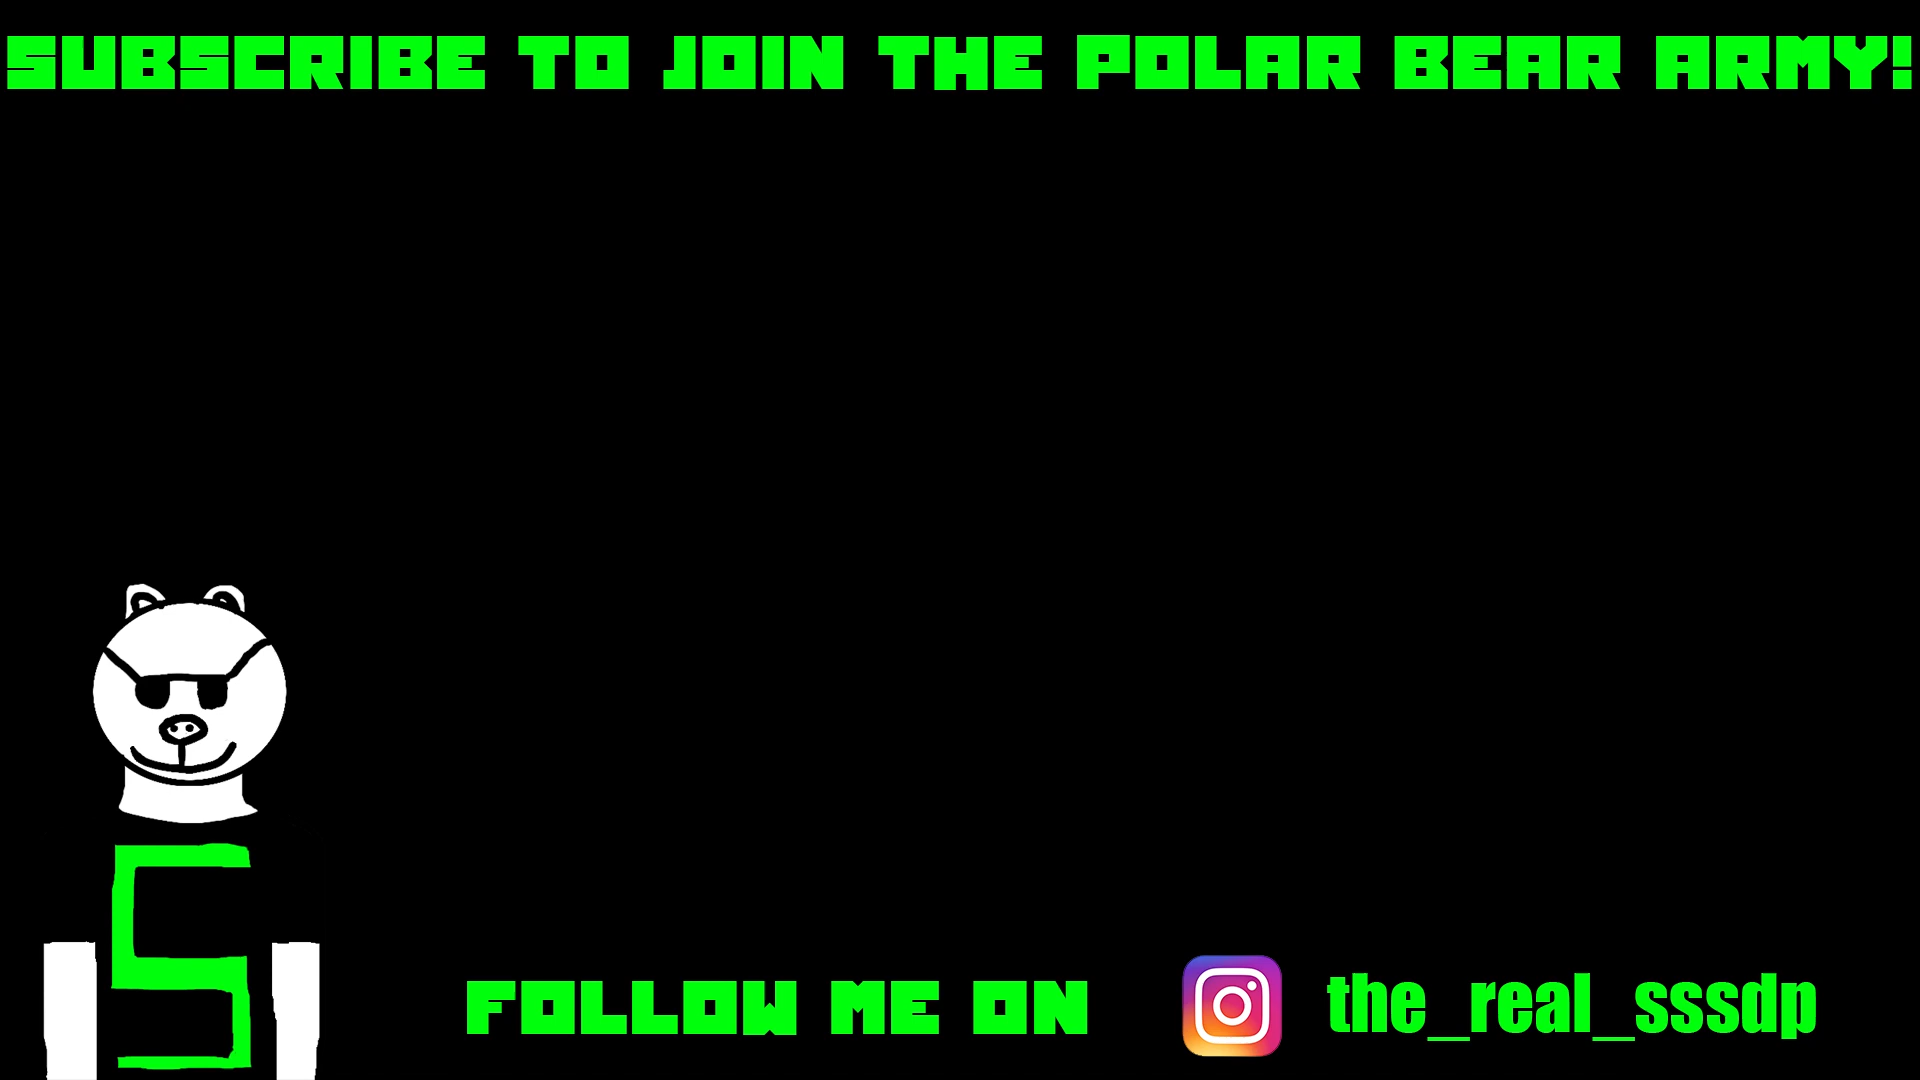 SUBSCRIBE TO JOIN THE POLAR BEAR ARMY!
S
FOLLOW ME ON the_real_sssdp